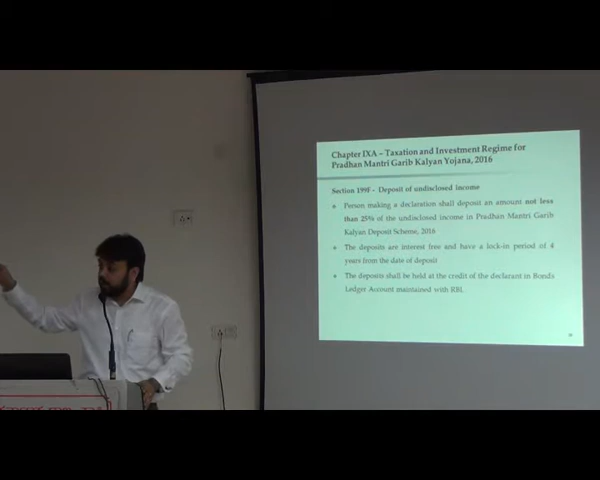 Chapter IXA – Taxation and Investment Regime for
Pradhan Mantri Garib Kalyan Yojana, 2016
Section 199F - Deposit of undisclosed income
Person making a declaration shall deposit an amount not less
than 25% of the undisclosed income in Pradhan Mantri Garib
Kalyan Deposit Scheme, 2016
The deposits are interest free and have a lock-in period of 4
years from the date of deposit
The deposits shall be held at the credit of the declarant in Bonds
Ledger Account maintained with RBI.